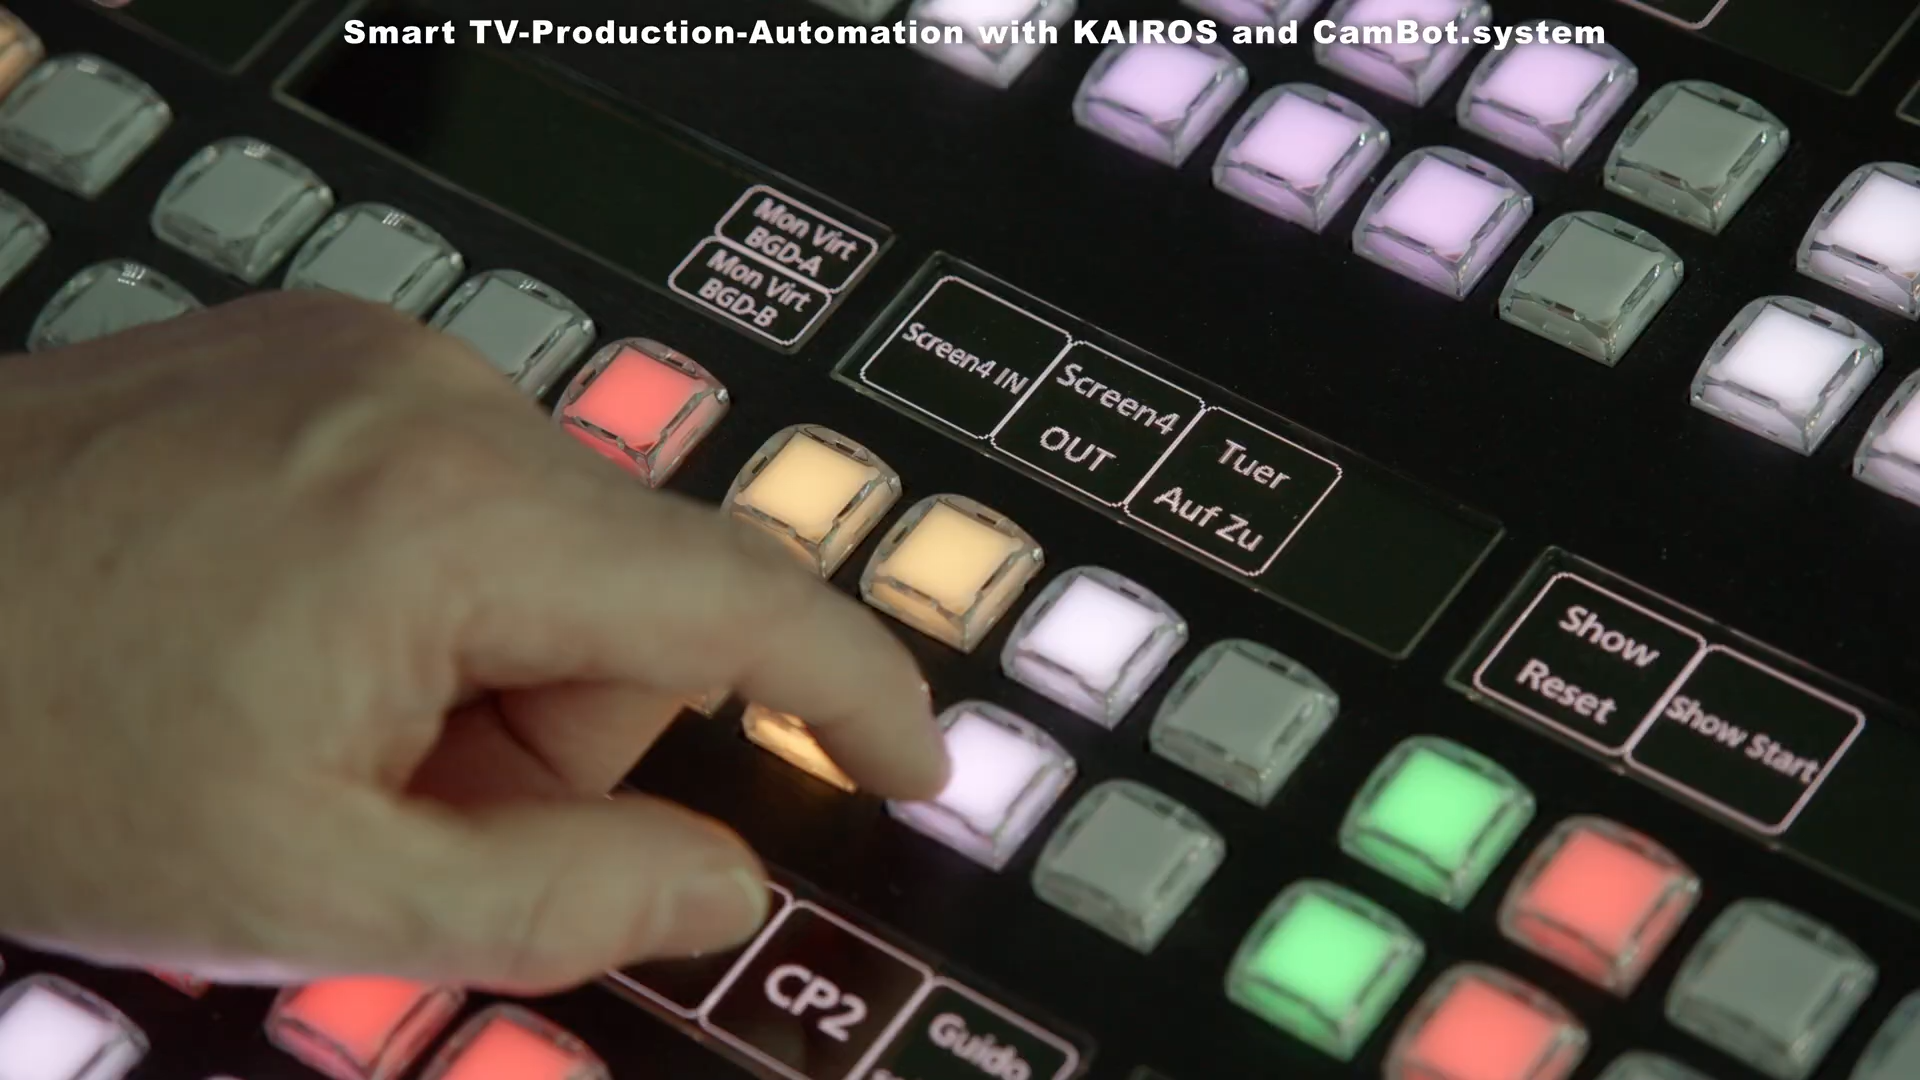 Smart TV-Production-Automation with KAIROS and CamBot.system
Mon Virt
BGD-A
Mon Virt
BGD-B
Screen4 IN
Screen4
OUT
Tuer
Auf Zu
Show
Reset
Show Start
CP2
Guido